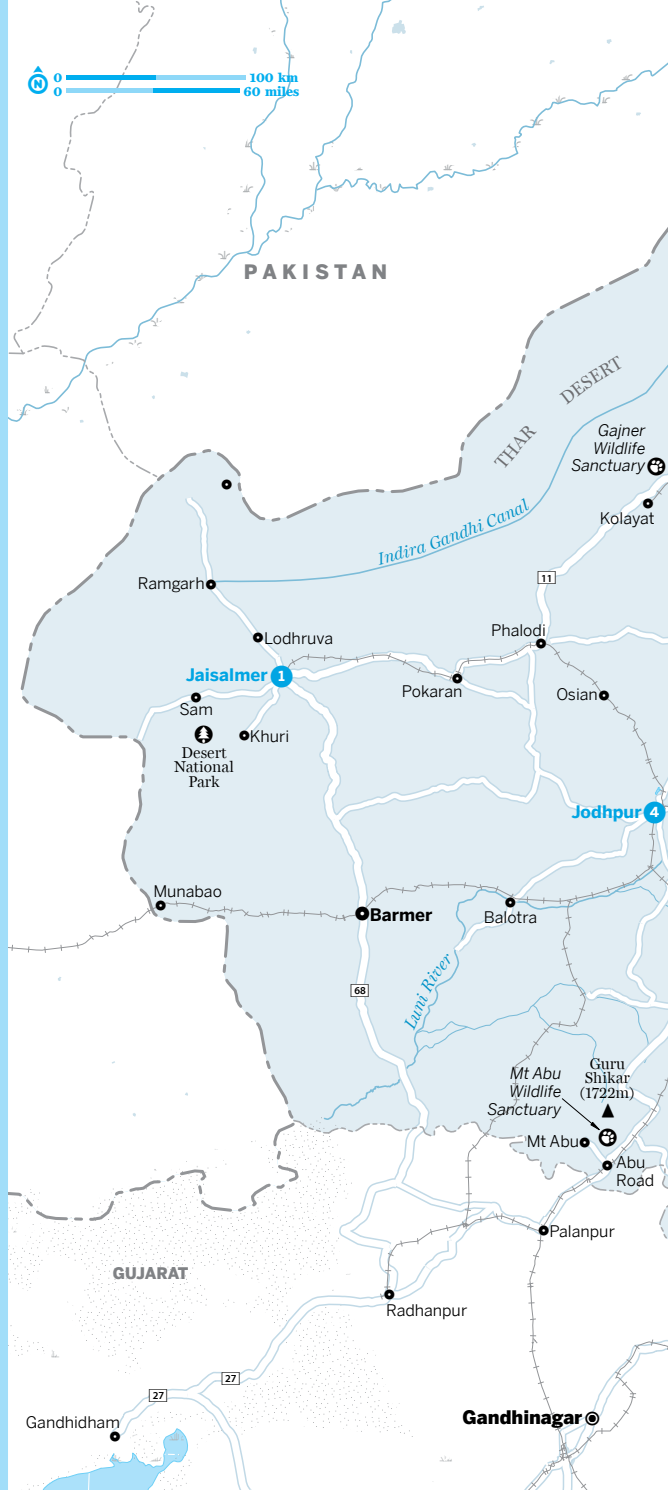 0 100 km
N
0 60 miles
PAKISTAN
THAR DESERT
Gajner
Wildlife
Sanctuary
Kolayat
Indira Gandhi Canal
11
Ramgarh
Lodhruva
Phalodi
Jaisalmer 1
Pokaran
Osian
Sam
Khuri
Desert
National
Park
Jodhpur 4
Munabao
Barmer
Balotra
Luni River
68
Guru
Shikar
(1722m)
Mt Abu
Wildlife
Sanctuary
Mt Abu
Abu
Road
Palanpur
GUJARAT
Radhanpur
27
27
Gandhidham
Gandhinagar